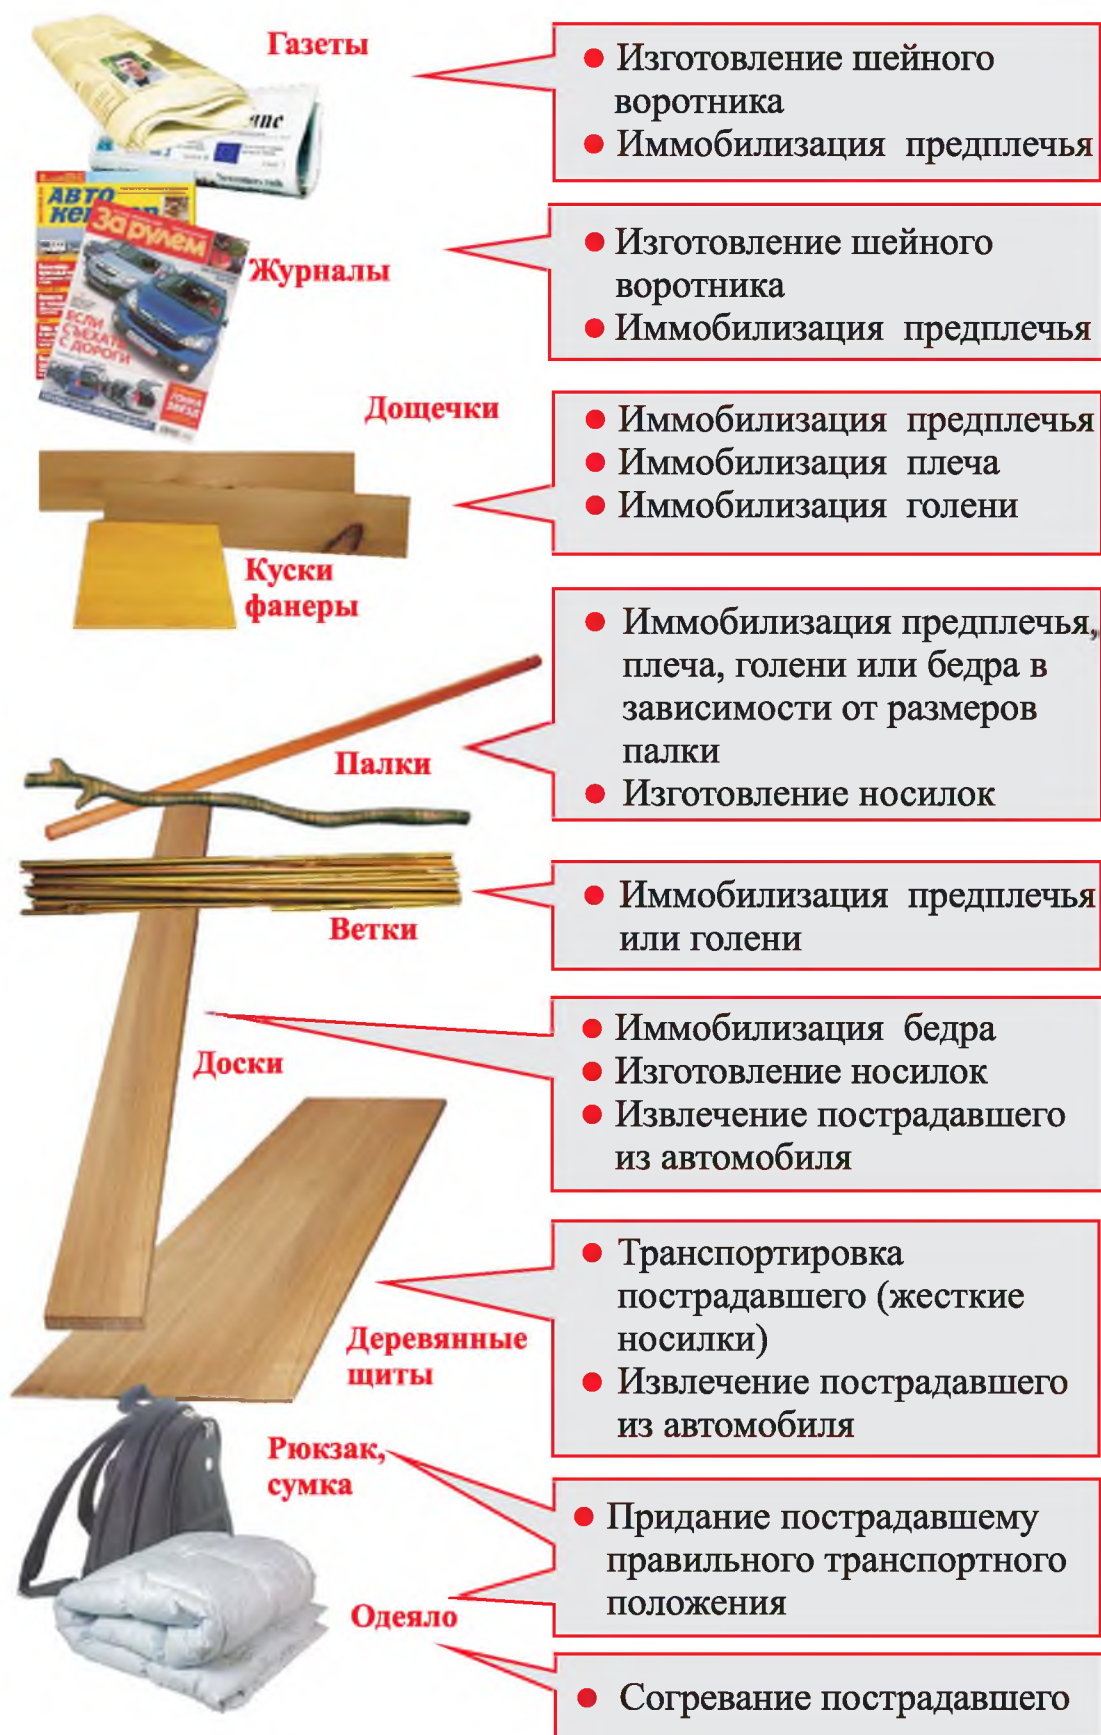 Газеты
Изготовление шейного
воротника
Иммобилизация предплечья
АВТО
За рулем
ЕСЛИ
СЪЕХАТЬ
С ДОРОГИ
Журналы
Изготовление шейного
воротника
Иммобилизация предплечья
Дощечки
Иммобилизация предплечья
Иммобилизация плеча
Иммобилизация голени
Куски
фанеры
Иммобилизация предплечья,
плеча, голени или бедра в
зависимости от размеров
палки
Изготовление носилок
Палки
Иммобилизация предплечья
или голени
Ветки
Иммобилизация бедра
Изготовление носилок
Извлечение пострадавшего
из автомобиля
Доски
Транспортировка
пострадавшего (жесткие
носилки)
Извлечение пострадавшего
из автомобиля
Деревянные
щиты
Рюкзак,
сумка
Придание пострадавшему
правильного транспортного
положения
Одеяло
Согревание пострадавшего